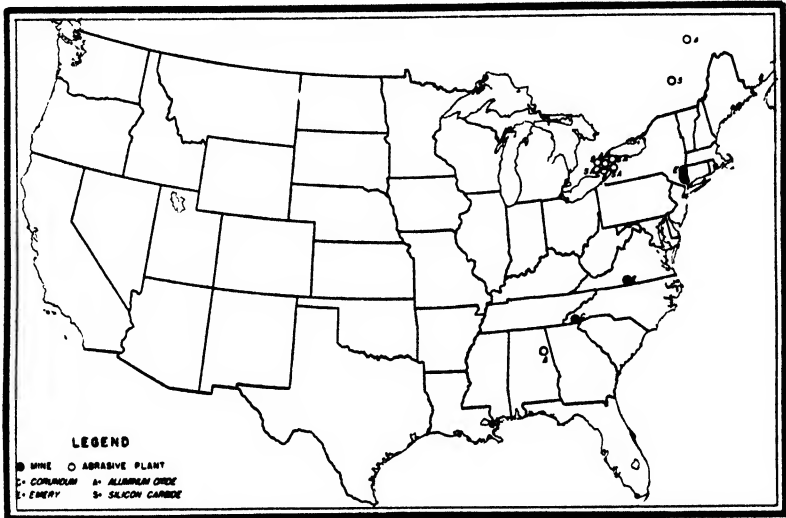 A
S
E
C
LEGEND
● MINE ○ ABRASIVE PLANT
C= CORUNDUM A= ALUMINUM OXIDE
E= EMERY S= SILICON CARBIDE